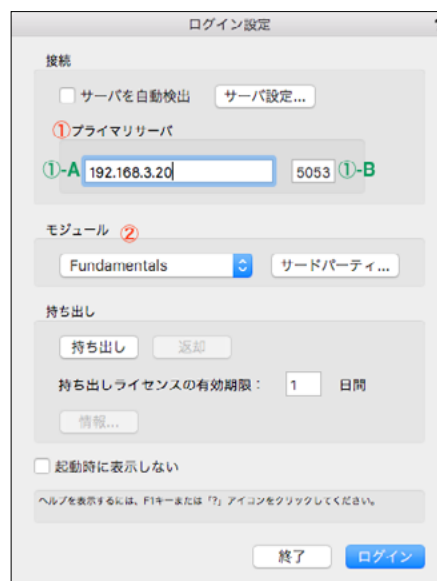 ログイン設定
接続
サーバを自動検出 サーバ設定...
①プライマリサーバ
①-A 192.168.3.20 5053 ①-B
モジュール ②
Fundamentals サードパーティ...
持ち出し
持ち出し 返却
持ち出しライセンスの有効期限： 1 日間
情報...
起動時に表示しない
ヘルプを表示するには、F1キーまたは「?」アイコンをクリックしてください。
終了 ログイン